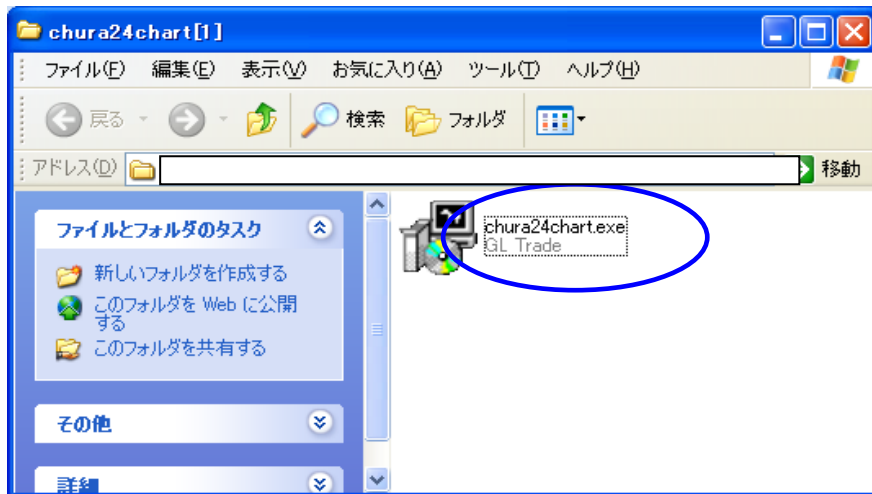 chura24chart[1]
ファイル(F) 編集(E) 表示(V) お気に入り(A) ツール(T) ヘルプ(H)
戻る 検索 フォルダ
アドレス(D) 移動
ファイルとフォルダのタスク
新しいフォルダを作成する
このフォルダを Web に公開
する
このフォルダを共有する
その他
詳細
chura24chart.exe
GL Trade